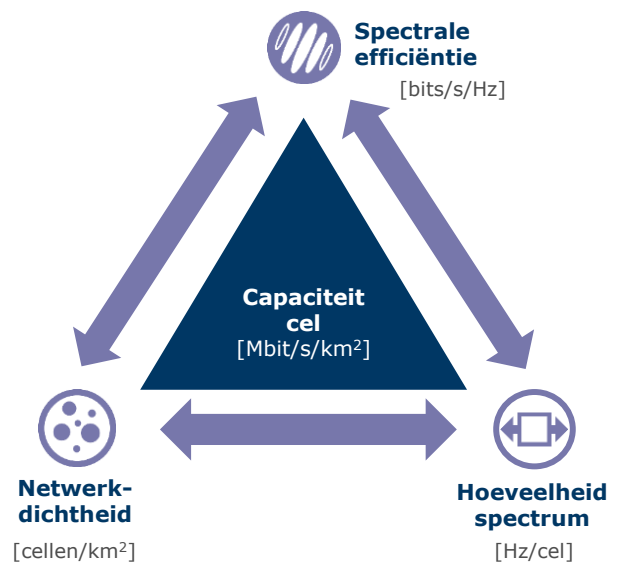 Spectrale
efficiëntie
[bits/s/Hz]
Capaciteit
cel
[Mbit/s/km²]
Netwerk-
dichtheid
[cellen/km²]
Hoeveelheid
spectrum
[Hz/cel]